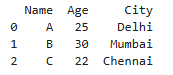 Name Age City
0 A 25 Delhi
1 B 30 Mumbai
2 C 22 Chennai